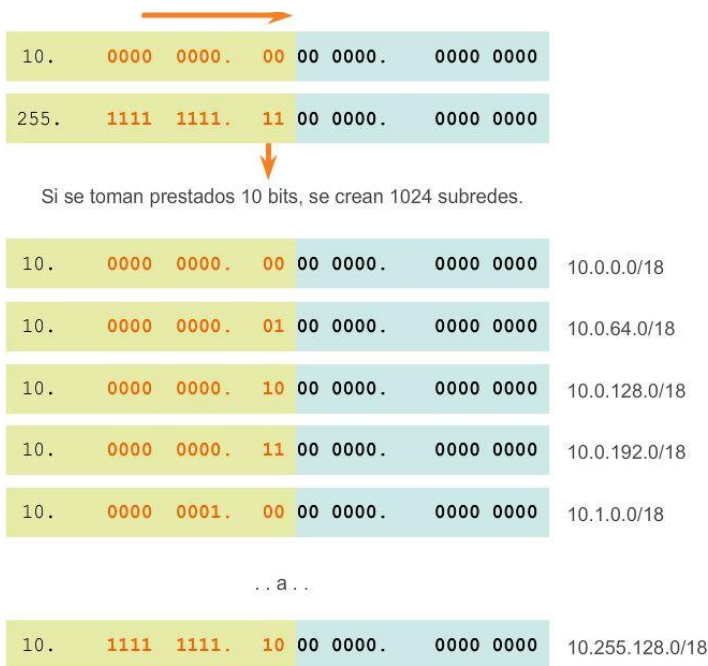 10. 0000 0000. 00 00 0000. 0000 0000
255. 1111 1111. 11 00 0000. 0000 0000
Si se toman prestados 10 bits, se crean 1024 subredes.
10. 0000 0000. 00 00 0000. 0000 0000 10.0.0.0/18
10. 0000 0000. 01 00 0000. 0000 0000 10.0.64.0/18
10. 0000 0000. 10 00 0000. 0000 0000 10.0.128.0/18
10. 0000 0000. 11 00 0000. 0000 0000 10.0.192.0/18
10. 0000 0001. 00 00 0000. 0000 0000 10.1.0.0/18
. . a . .
10. 1111 1111. 10 00 0000. 0000 0000 10.255.128.0/18